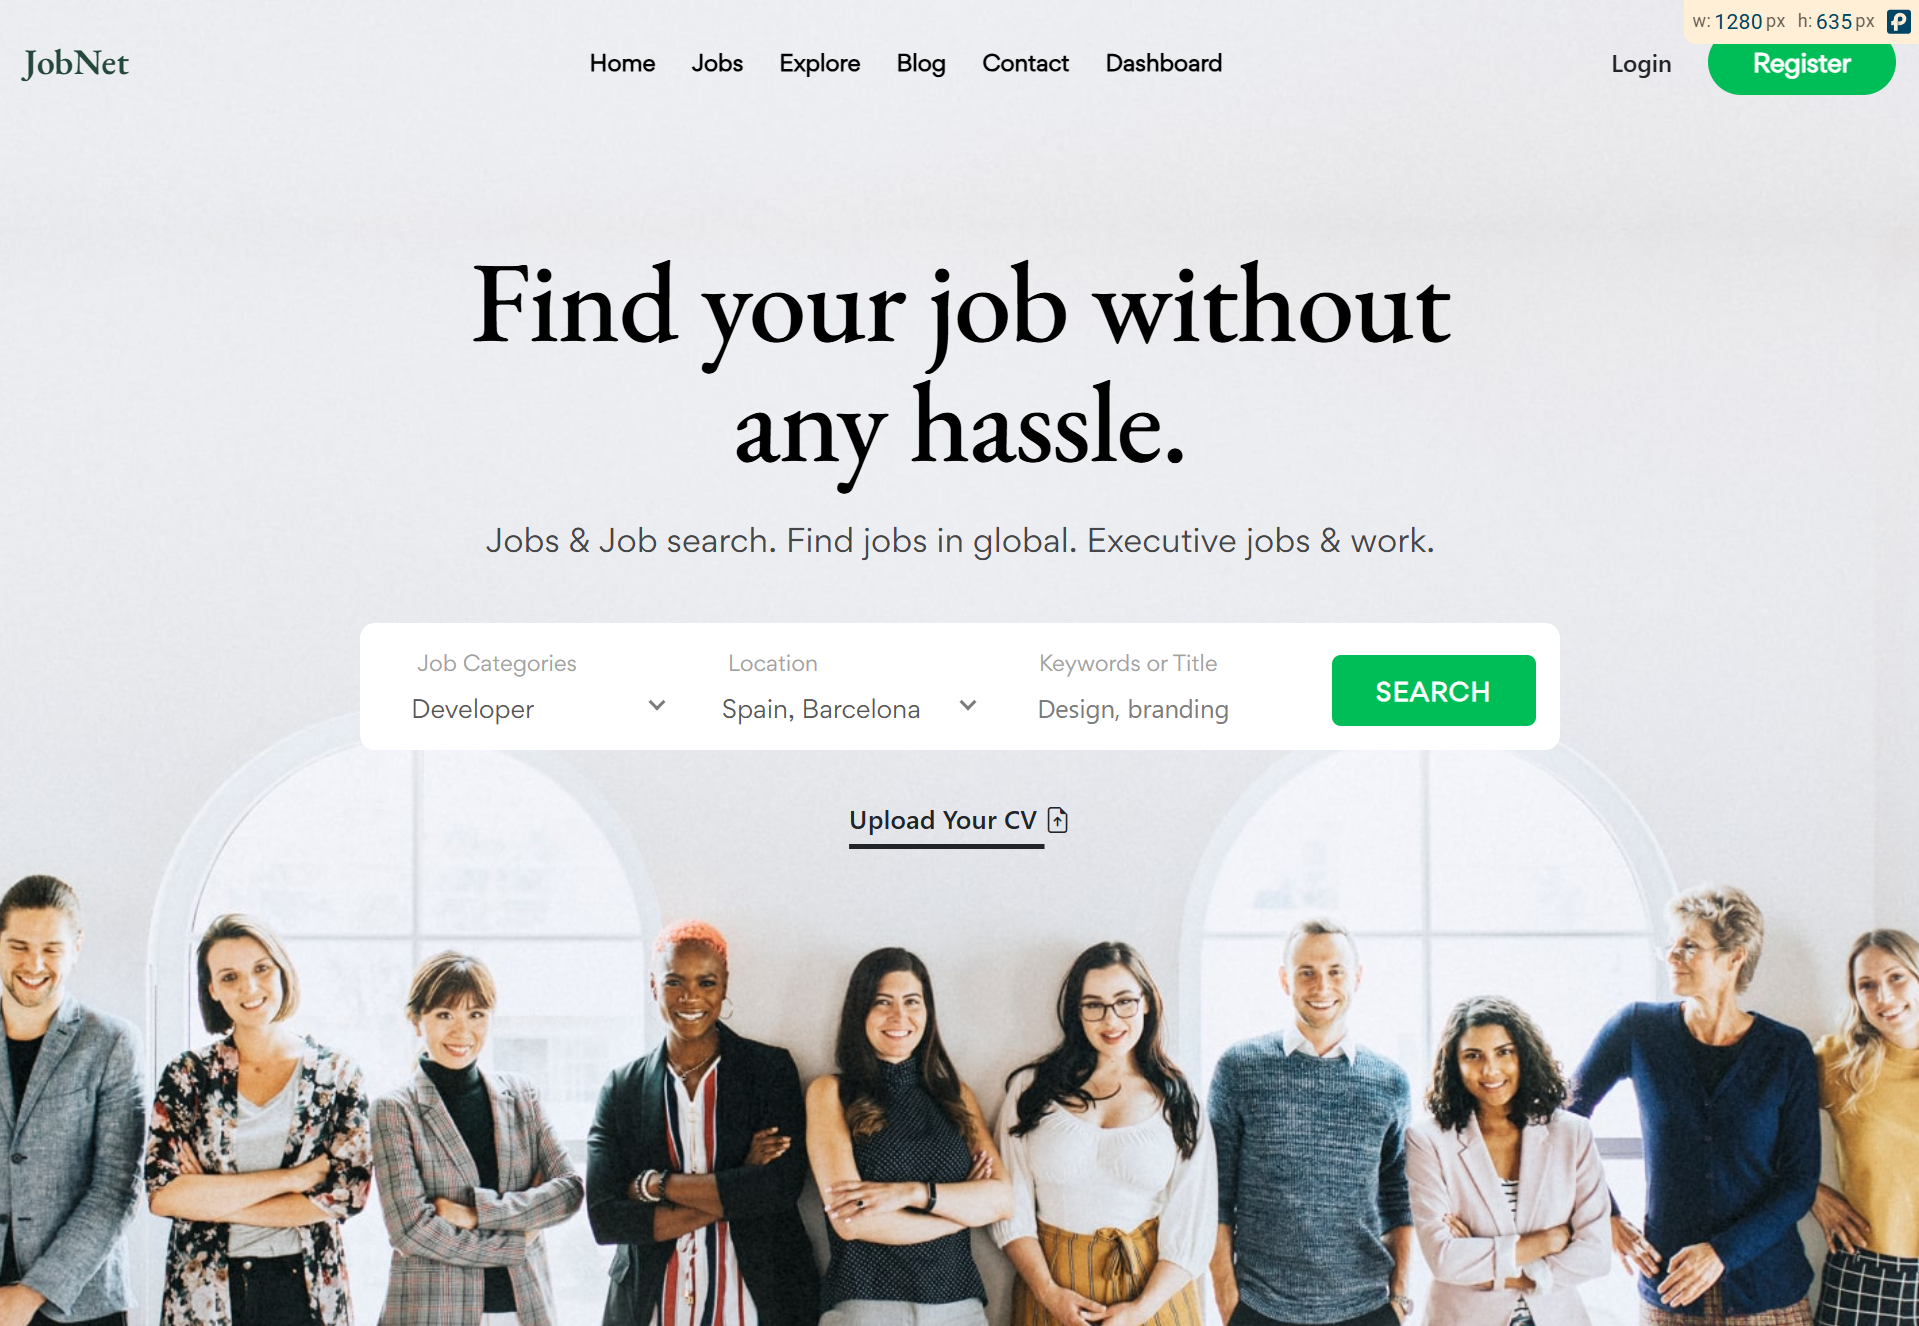 w: 1280 px h: 635 px
JobNet
Home Jobs Explore Blog Contact Dashboard
Login Register
Find your job without
any hassle.
Jobs & Job search. Find jobs in global. Executive jobs & work.
Job Categories
Developer
Location
Spain, Barcelona
Keywords or Title
Design, branding
SEARCH
Upload Your CV